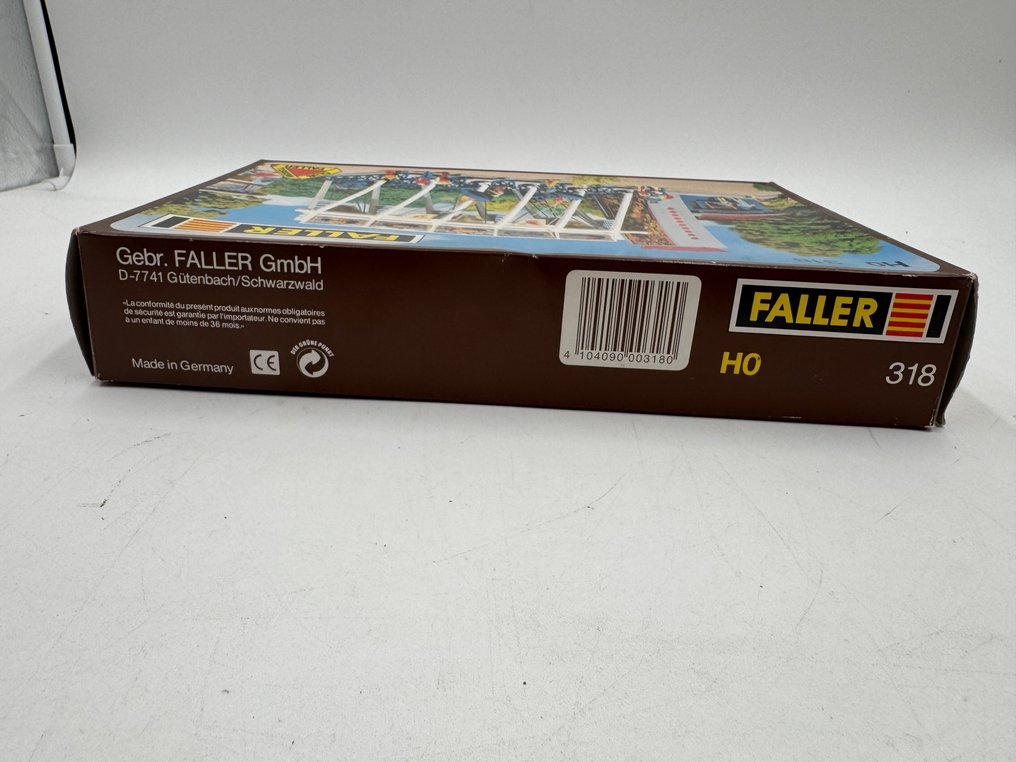 FALLER
FALLER
Gebr. FALLER GmbH
D-7741 Gütenbach/Schwarzwald
«La conformité du présent produit aux normes obligatoires
de sécurité est garantie par l'importateur. Ne convient pas
à un enfant de moins de 36 mois.»
Made in Germany
CE
DER GRÜNE PUNKT
4 104090 003180
FALLER
H0
318